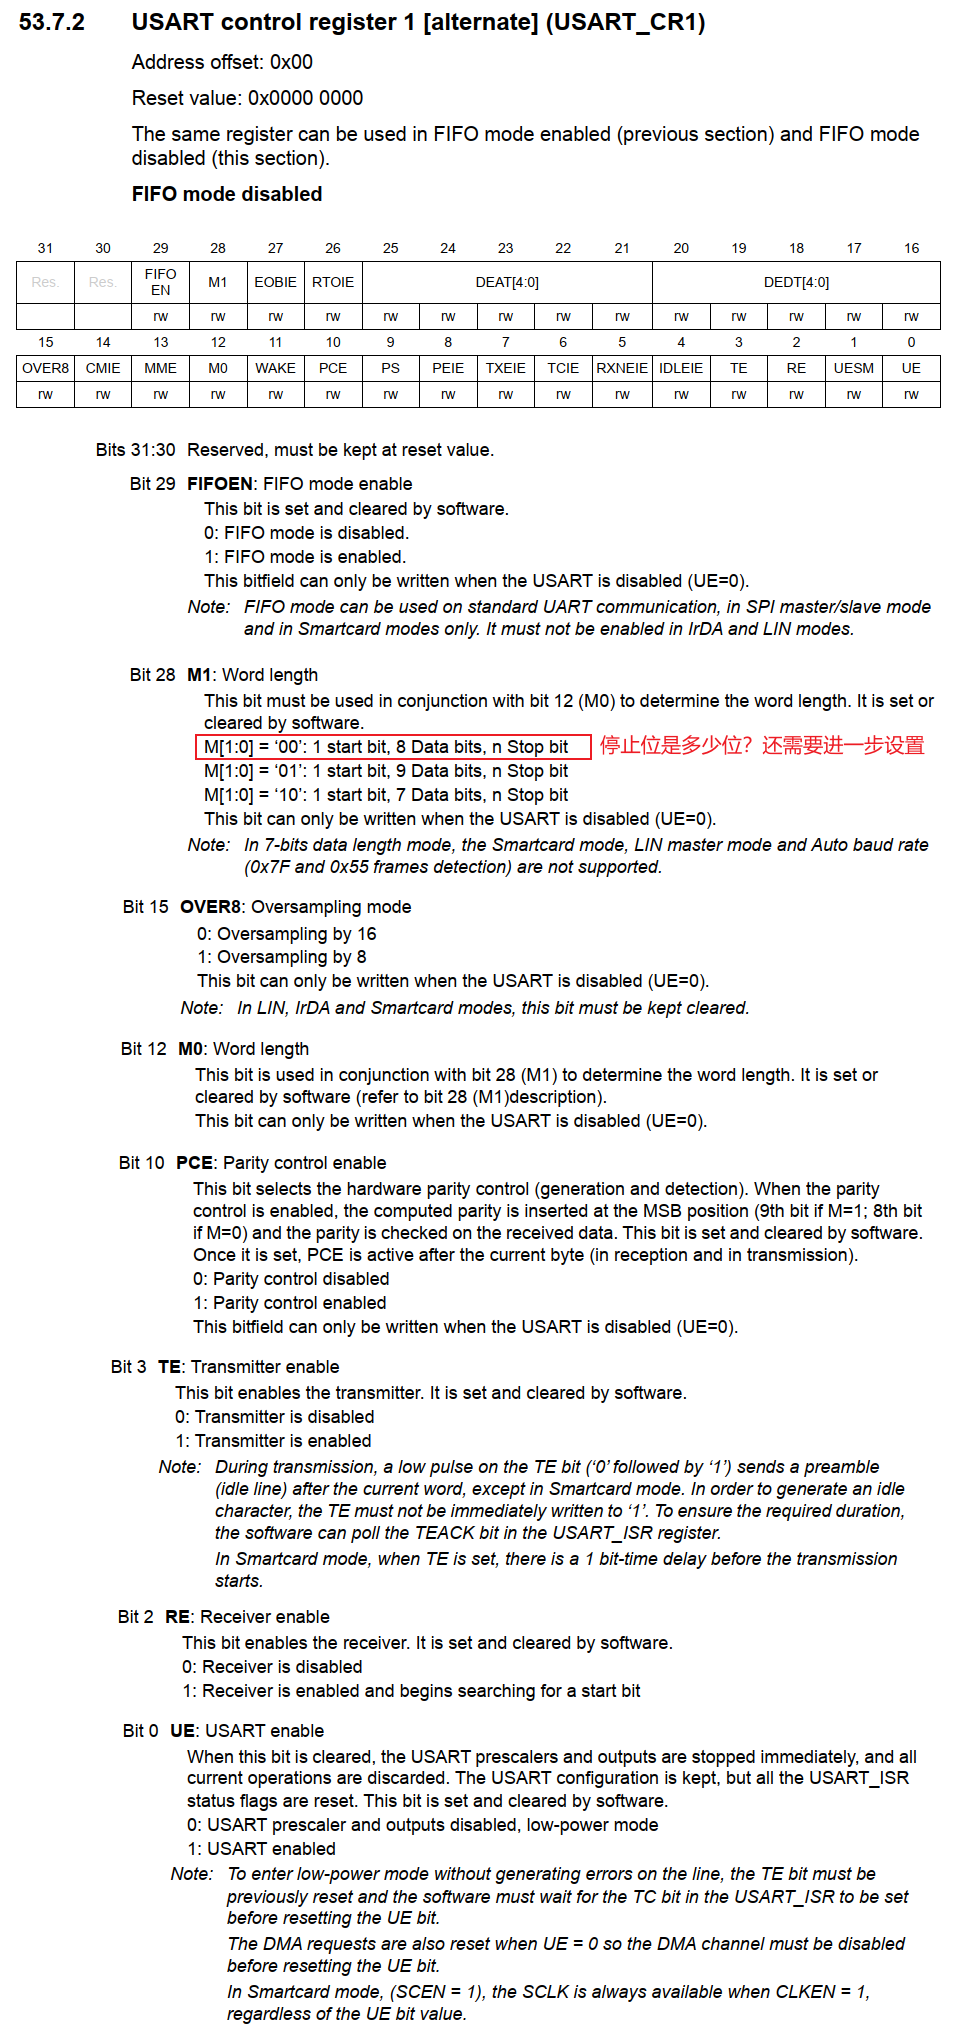 53.7.2 USART control register 1 [alternate] (USART_CR1)
Address offset: 0x00
Reset value: 0x0000 0000
The same register can be used in FIFO mode enabled (previous section) and FIFO mode
disabled (this section).
FIFO mode disabled
31 30 29 28 27 26 25 24 23 22 21 20 19 18 17 16
Res. Res. FIFO EN M1 EOBIE RTOIE DEAT[4:0] DEDT[4:0]
rw rw rw rw rw rw rw rw rw rw rw rw rw rw
15 14 13 12 11 10 9 8 7 6 5 4 3 2 1 0
OVER8 CMIE MME M0 WAKE PCE PS PEIE TXEIE TCIE RXNEIE IDLEIE TE RE UESM UE
rw rw rw rw rw rw rw rw rw rw rw rw rw rw rw rw
Bits 31:30 Reserved, must be kept at reset value.
Bit 29 FIFOEN: FIFO mode enable
This bit is set and cleared by software.
0: FIFO mode is disabled.
1: FIFO mode is enabled.
This bitfield can only be written when the USART is disabled (UE=0).
Note: FIFO mode can be used on standard UART communication, in SPI master/slave mode
and in Smartcard modes only. It must not be enabled in IrDA and LIN modes.
Bit 28 M1: Word length
This bit must be used in conjunction with bit 12 (M0) to determine the word length. It is set or
cleared by software.
M[1:0] = ‘00’: 1 start bit, 8 Data bits, n Stop bit 停止位是多少位？还需要进一步设置
M[1:0] = ‘01’: 1 start bit, 9 Data bits, n Stop bit
M[1:0] = ‘10’: 1 start bit, 7 Data bits, n Stop bit
This bit can only be written when the USART is disabled (UE=0).
Note: In 7-bits data length mode, the Smartcard mode, LIN master mode and Auto baud rate
(0x7F and 0x55 frames detection) are not supported.
Bit 15 OVER8: Oversampling mode
0: Oversampling by 16
1: Oversampling by 8
This bit can only be written when the USART is disabled (UE=0).
Note: In LIN, IrDA and Smartcard modes, this bit must be kept cleared.
Bit 12 M0: Word length
This bit is used in conjunction with bit 28 (M1) to determine the word length. It is set or
cleared by software (refer to bit 28 (M1)description).
This bit can only be written when the USART is disabled (UE=0).
Bit 10 PCE: Parity control enable
This bit selects the hardware parity control (generation and detection). When the parity
control is enabled, the computed parity is inserted at the MSB position (9th bit if M=1; 8th bit
if M=0) and the parity is checked on the received data. This bit is set and cleared by software.
Once it is set, PCE is active after the current byte (in reception and in transmission).
0: Parity control disabled
1: Parity control enabled
This bitfield can only be written when the USART is disabled (UE=0).
Bit 3 TE: Transmitter enable
This bit enables the transmitter. It is set and cleared by software.
0: Transmitter is disabled
1: Transmitter is enabled
Note: During transmission, a low pulse on the TE bit (‘0’ followed by ‘1’) sends a preamble
(idle line) after the current word, except in Smartcard mode. In order to generate an idle
character, the TE must not be immediately written to ‘1’. To ensure the required duration,
the software can poll the TEACK bit in the USART_ISR register.
In Smartcard mode, when TE is set, there is a 1 bit-time delay before the transmission
starts.
Bit 2 RE: Receiver enable
This bit enables the receiver. It is set and cleared by software.
0: Receiver is disabled
1: Receiver is enabled and begins searching for a start bit
Bit 0 UE: USART enable
When this bit is cleared, the USART prescalers and outputs are stopped immediately, and all
current operations are discarded. The USART configuration is kept, but all the USART_ISR
status flags are reset. This bit is set and cleared by software.
0: USART prescaler and outputs disabled, low-power mode
1: USART enabled
Note: To enter low-power mode without generating errors on the line, the TE bit must be
previously reset and the software must wait for the TC bit in the USART_ISR to be set
before resetting the UE bit.
The DMA requests are also reset when UE = 0 so the DMA channel must be disabled
before resetting the UE bit.
In Smartcard mode, (SCEN = 1), the SCLK is always available when CLKEN = 1,
regardless of the UE bit value.